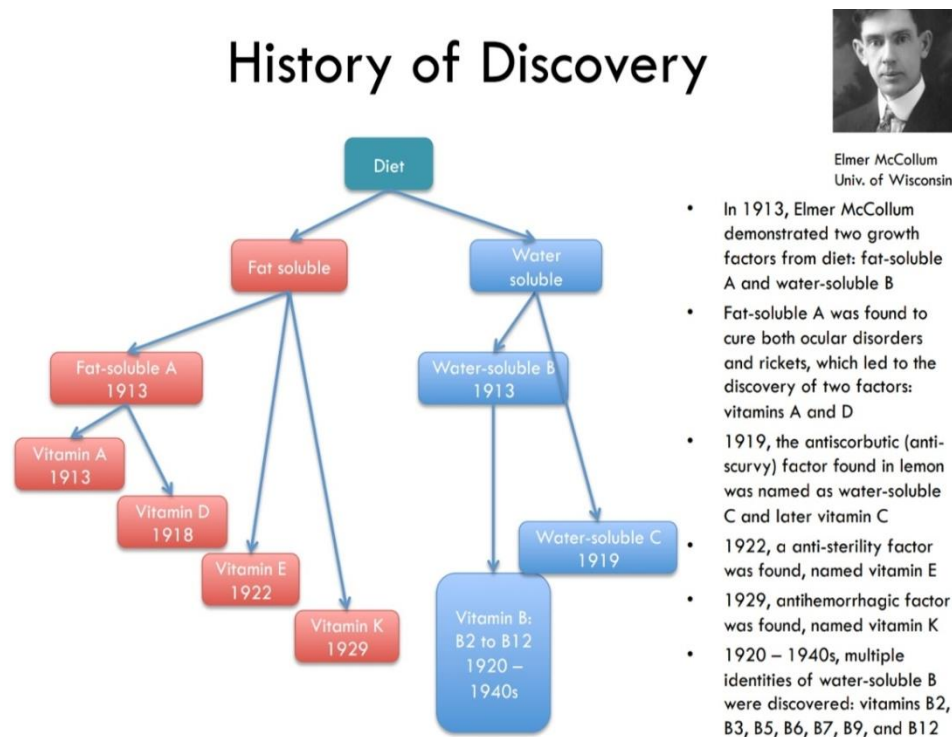 History of Discovery
Elmer McCollum
Univ. of Wisconsin
Diet
Fat soluble
Water
soluble
Fat-soluble A
1913
Water-soluble B
1913
Vitamin A
1913
Vitamin D
1918
Water-soluble C
1919
Vitamin E
1922
Vitamin K
1929
Vitamin B:
B2 to B12
1920 –
1940s
• In 1913, Elmer McCollum
demonstrated two growth
factors from diet: fat-soluble
A and water-soluble B
• Fat-soluble A was found to
cure both ocular disorders
and rickets, which led to the
discovery of two factors:
vitamins A and D
• 1919, the antiscorbutic (anti-
scurvy) factor found in lemon
was named as water-soluble
C and later vitamin C
• 1922, a anti-sterility factor
was found, named vitamin E
• 1929, antihemorrhagic factor
was found, named vitamin K
• 1920 – 1940s, multiple
identities of water-soluble B
were discovered: vitamins B2,
B3, B5, B6, B7, B9, and B12